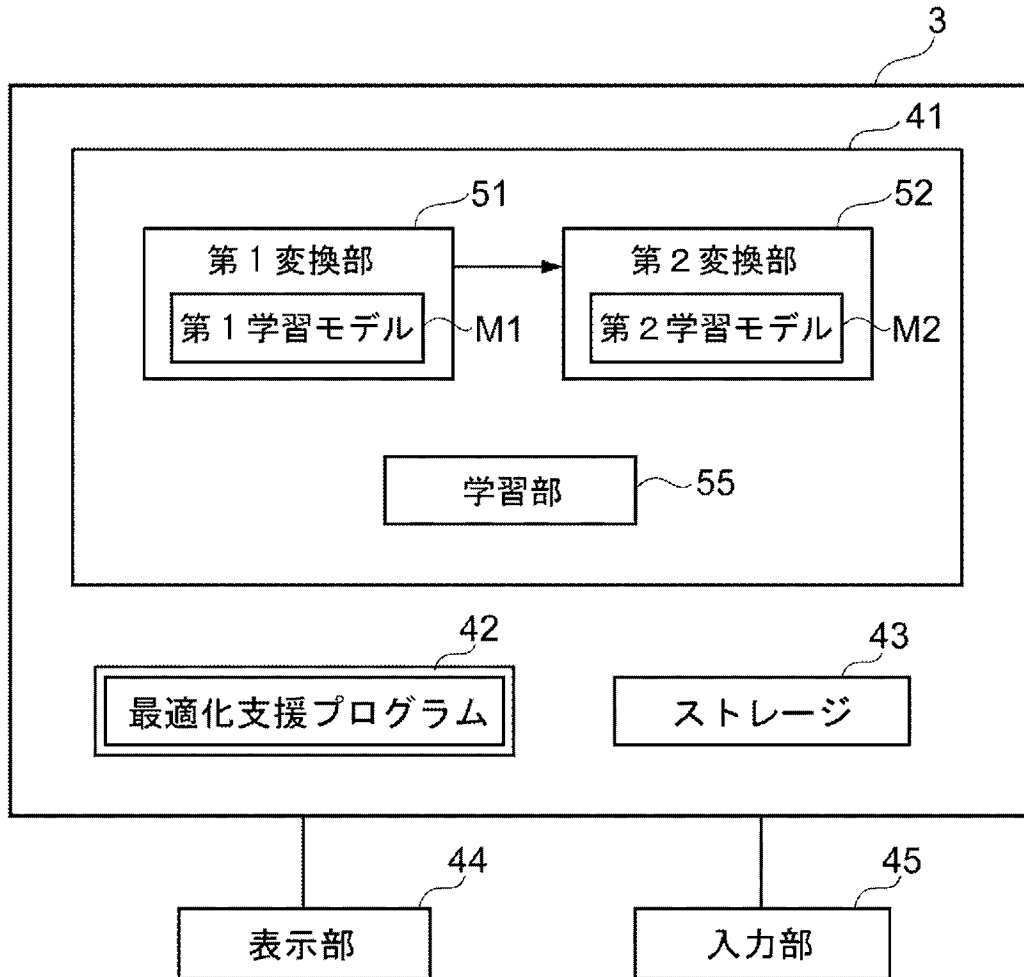 3
41
51
52
第1変換部
第2変換部
第1学習モデル
M1
第2学習モデル
M2
学習部
55
42
43
最適化支援プログラム
ストレージ
44
45
表示部
入力部